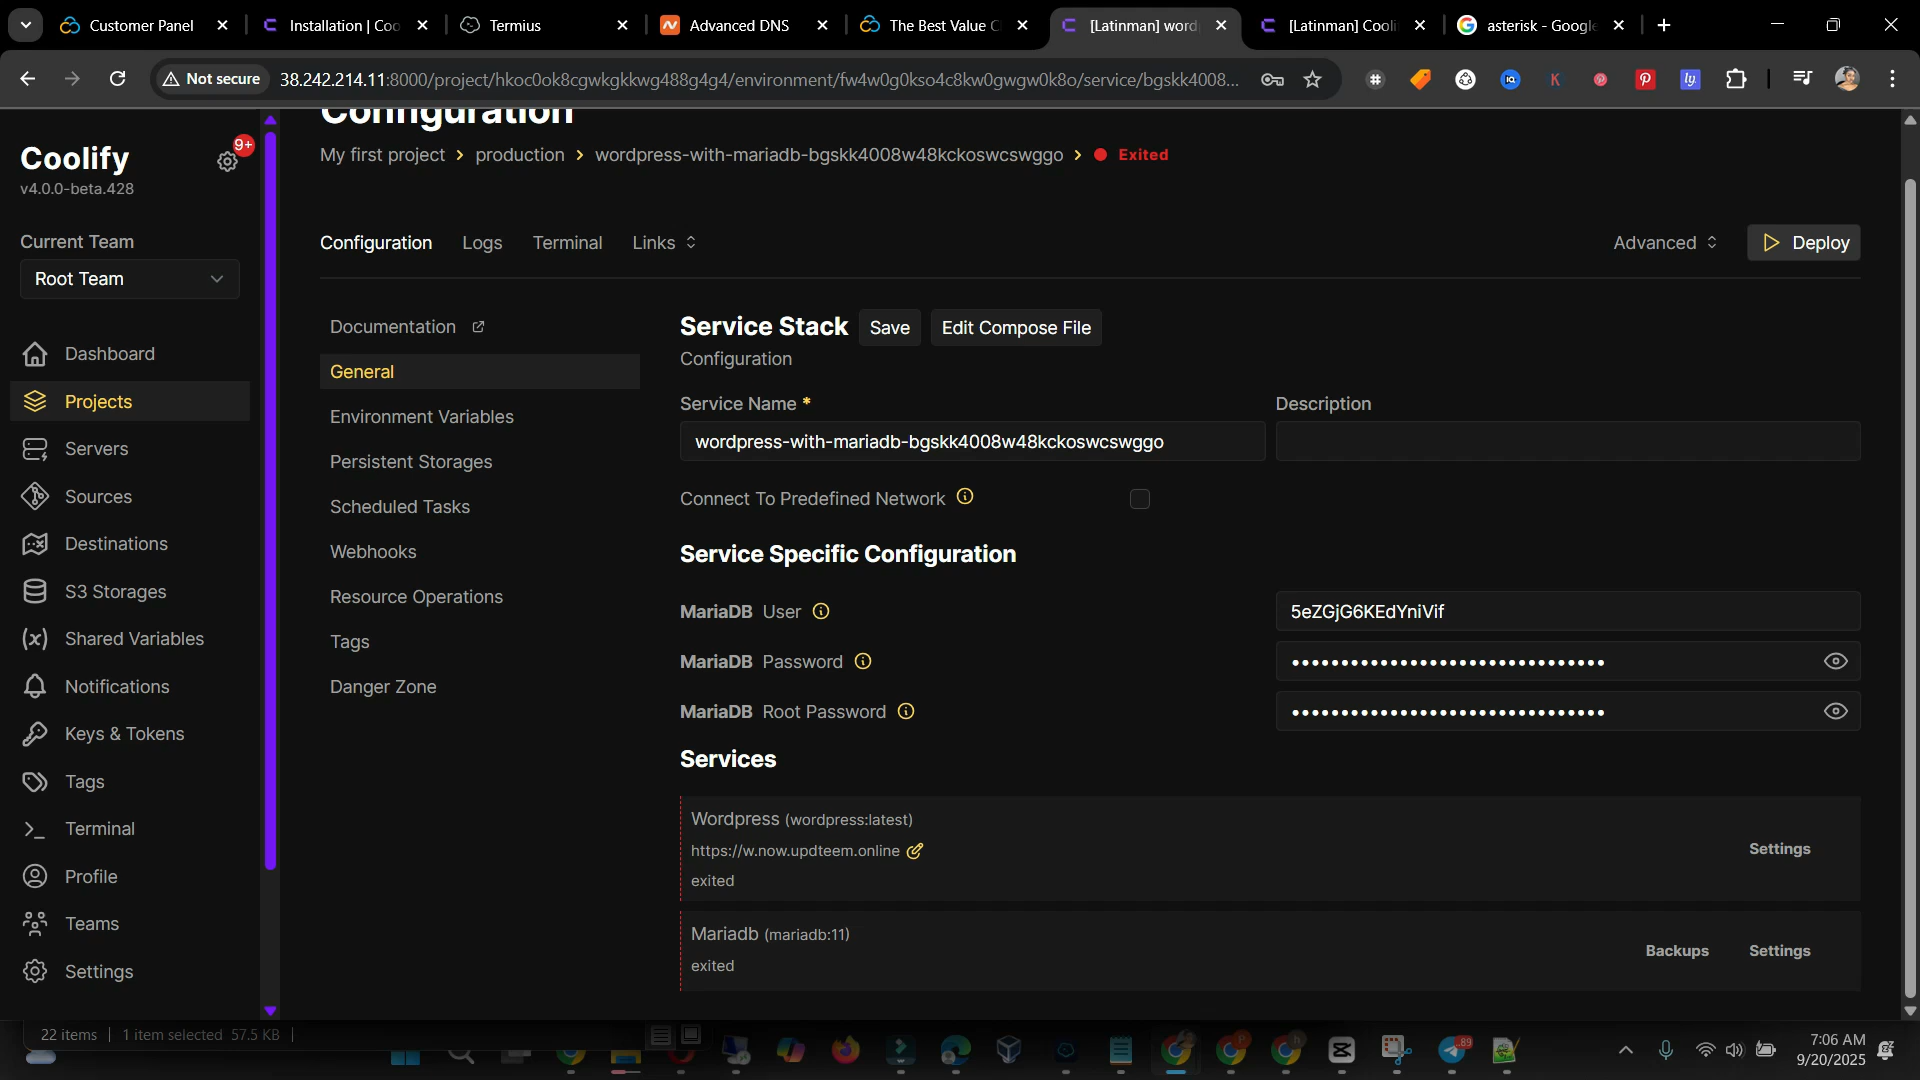 Customer Panel
Installation | Coo
Termius
Advanced DNS
The Best Value C
[Latinman] word
[Latinman] Cooli
asterisk - Google
Not secure
38.242.214.11:8000/project/hkoc0ok8cgwkgkkwg488g4g4/environment/fw4w0g0kso4c8kw0gwgw0k8o/service/bgskk4008...
Configuration
Coolify
9+
v4.0.0-beta.428
My first project > production > wordpress-with-mariadb-bgskk4008w48kckoswcswggo > Exited
Current Team
Root Team
Configuration
Logs
Terminal
Links
Advanced
Deploy
Dashboard
Projects
Servers
Sources
Destinations
S3 Storages
Shared Variables
Notifications
Keys & Tokens
Tags
Terminal
Profile
Teams
Settings
Documentation
General
Environment Variables
Persistent Storages
Scheduled Tasks
Webhooks
Resource Operations
Tags
Danger Zone
Service Stack
Save
Edit Compose File
Configuration
Service Name *
Description
wordpress-with-mariadb-bgskk4008w48kckoswcswggo
Connect To Predefined Network
Service Specific Configuration
MariaDB User
5eZGjG6KEdYniVif
MariaDB Password
MariaDB Root Password
Services
Wordpress (wordpress:latest)
https://w.now.updteem.online
exited
Settings
Mariadb (mariadb:11)
exited
Backups
Settings
22 items
1 item selected 57.5 KB
89
7:06 AM
9/20/2025